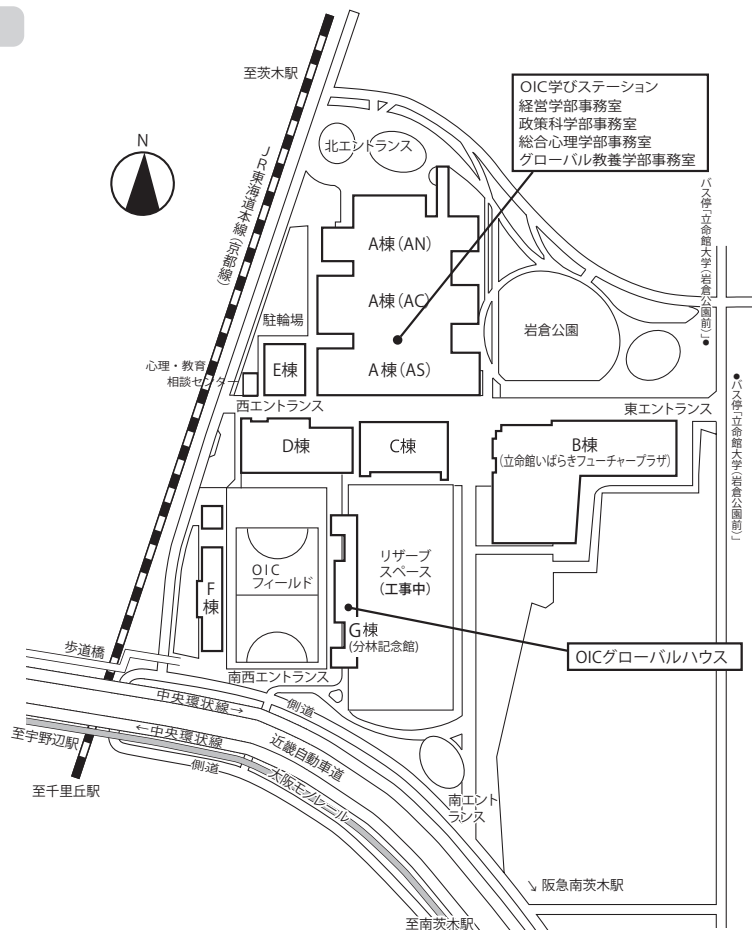 至茨木駅
OIC学びステーション
経営学部事務室
政策科学部事務室
総合心理学部事務室
グローバル教養学部事務室
N
北エントランス
JR東海道本線(京都線)
バス停「立命館大学(岩倉公園前)」
A棟(AN)
A棟(AC)
駐輪場
岩倉公園
心理・教育
相談センター
E棟
A棟(AS)
西エントランス
東エントランス
バス停「立命館大学(岩倉公園前)」
D棟
C棟
B棟
(立命館いばらきフューチャープラザ)
OIC
フィールド
リザーブ
スペース
(工事中)
F
棟
G棟
(分林記念館)
OICグローバルハウス
歩道橋
南西エントランス
中央環状線→
側道
←中央環状線
近畿自動車道
至宇野辺駅
側道
大阪モノレール
至千里丘駅
南エント
ランス
↘ 阪急南茨木駅
至南茨木駅